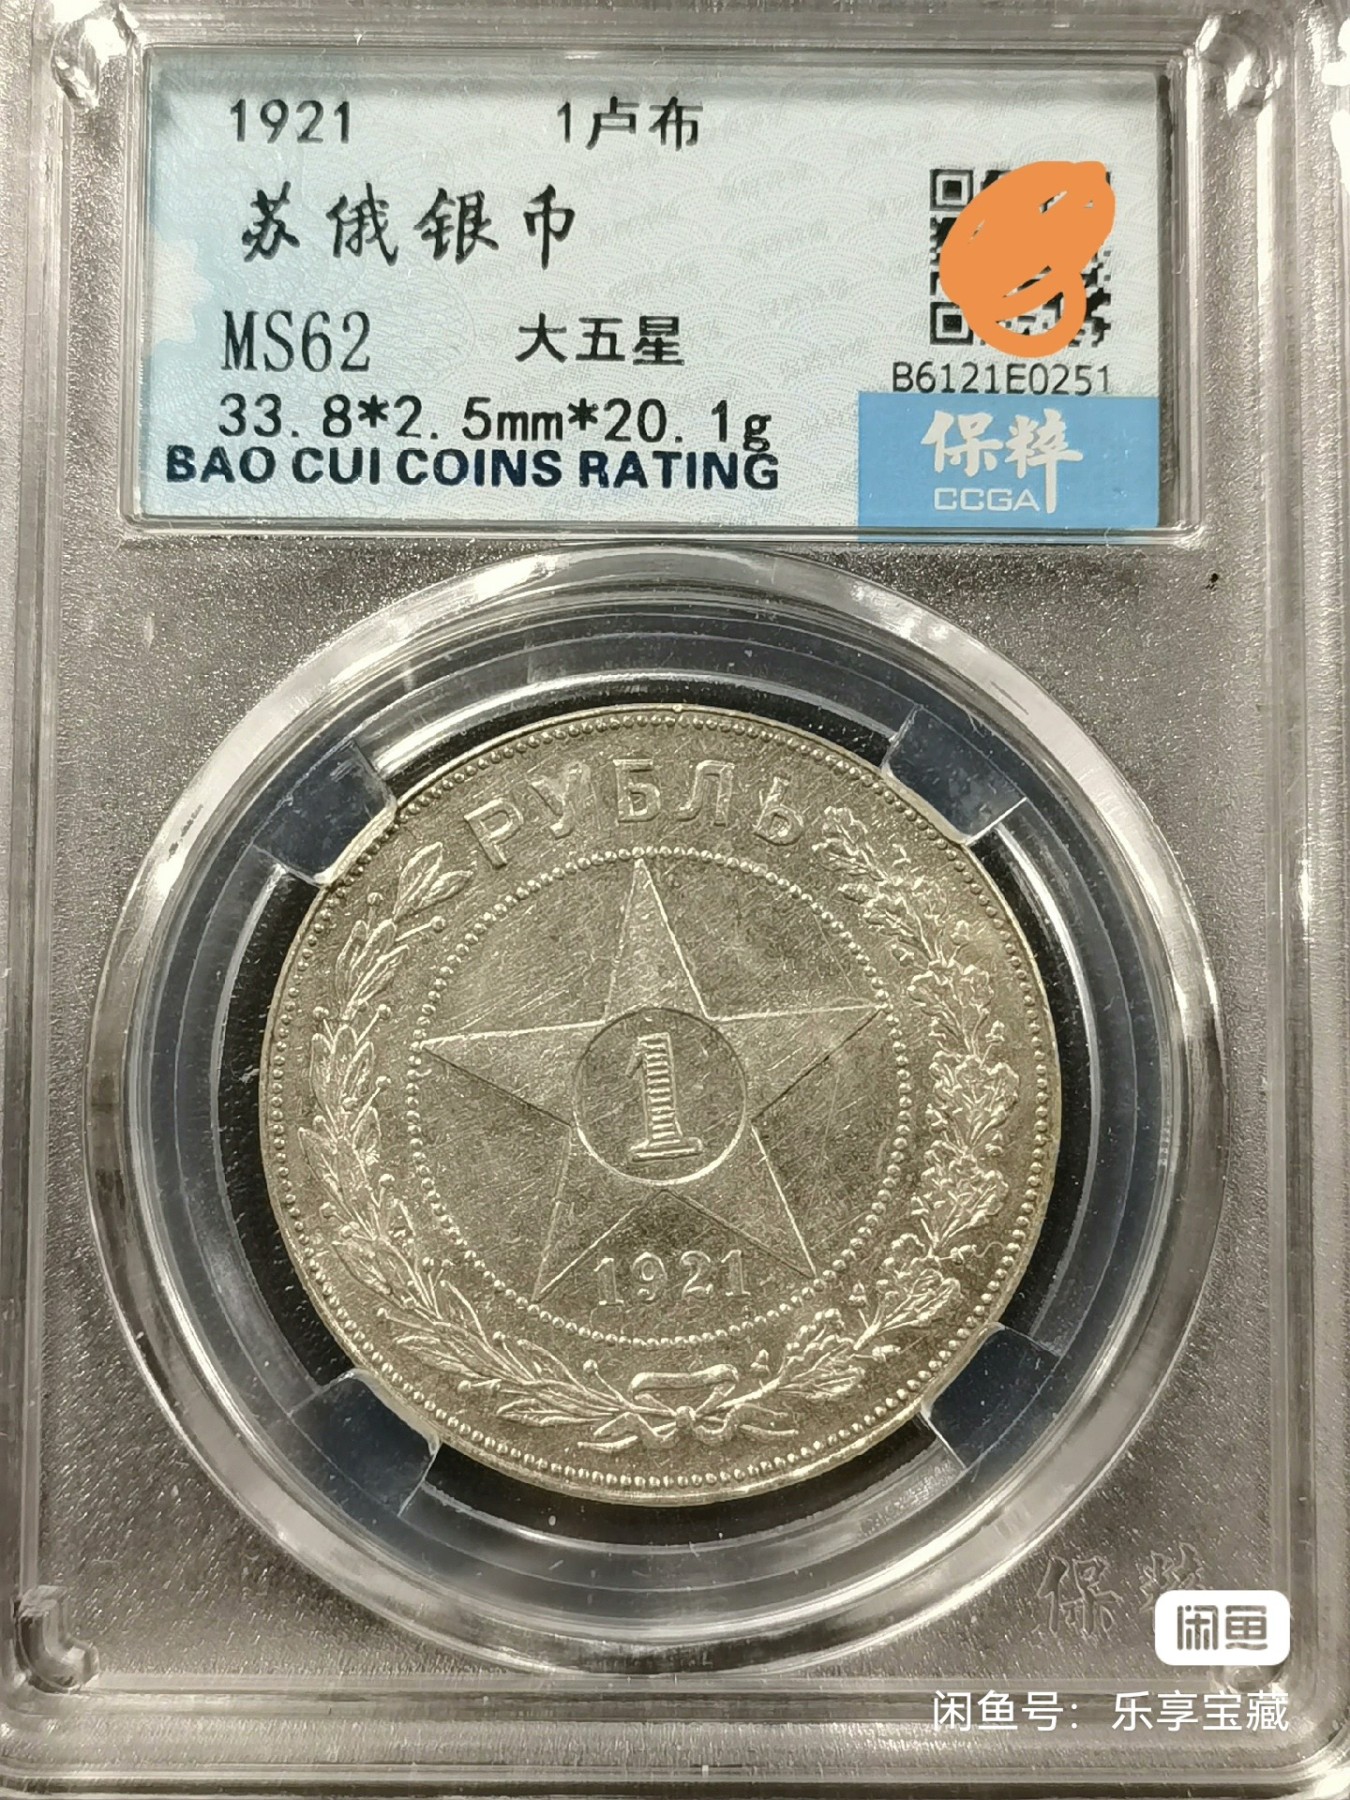 1921 1卢布
苏俄银币
MS62 大五星
33.8*2.5mm*20.1g
BAO CUI COINS RATING
B6121E0251
保粹
CCGA
РУБЛЬ
1
1921
保粹
闲鱼
闲鱼号：乐享宝藏